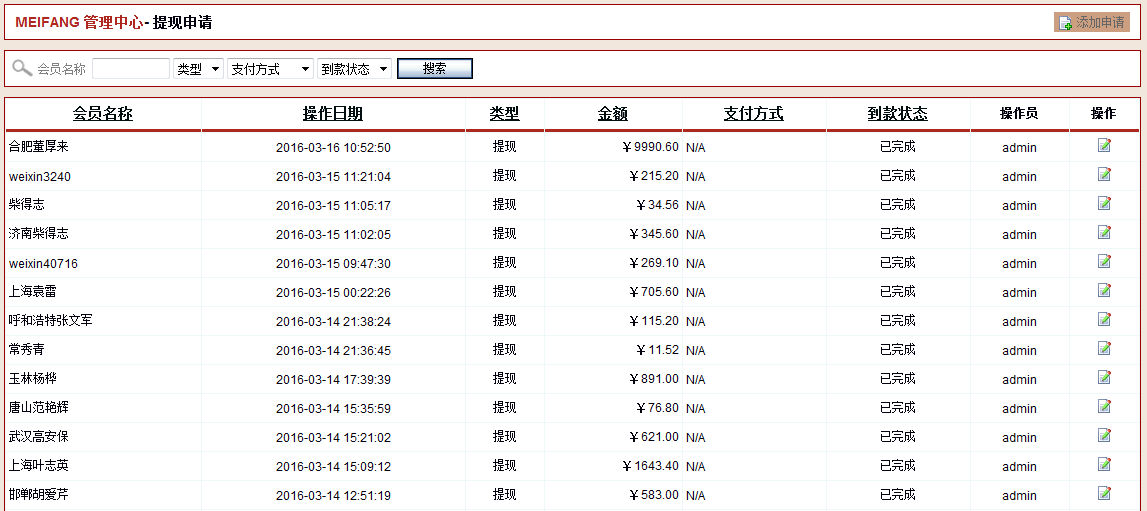 MEIFANG 管理中心- 提现申请 添加申请
会员名称 类型 支付方式 到款状态 搜索
会员名称 操作日期 类型 金额 支付方式 到款状态 操作员 操作
合肥董厚来 2016-03-16 10:52:50 提现 ￥9990.60 N/A 已完成 admin
weixin3240 2016-03-15 11:21:04 提现 ￥215.20 N/A 已完成 admin
柴得志 2016-03-15 11:05:17 提现 ￥34.56 N/A 已完成 admin
济南柴得志 2016-03-15 11:02:05 提现 ￥345.60 N/A 已完成 admin
weixin40716 2016-03-15 09:47:30 提现 ￥269.10 N/A 已完成 admin
上海袁雷 2016-03-15 00:22:26 提现 ￥705.60 N/A 已完成 admin
呼和浩特张文军 2016-03-14 21:38:24 提现 ￥115.20 N/A 已完成 admin
常秀青 2016-03-14 21:36:45 提现 ￥11.52 N/A 已完成 admin
玉林杨桦 2016-03-14 17:39:39 提现 ￥891.00 N/A 已完成 admin
唐山范艳辉 2016-03-14 15:35:59 提现 ￥76.80 N/A 已完成 admin
武汉高安保 2016-03-14 15:21:02 提现 ￥621.00 N/A 已完成 admin
上海叶志英 2016-03-14 15:09:12 提现 ￥1643.40 N/A 已完成 admin
邯郸胡爱芹 2016-03-14 12:51:19 提现 ￥583.00 N/A 已完成 admin